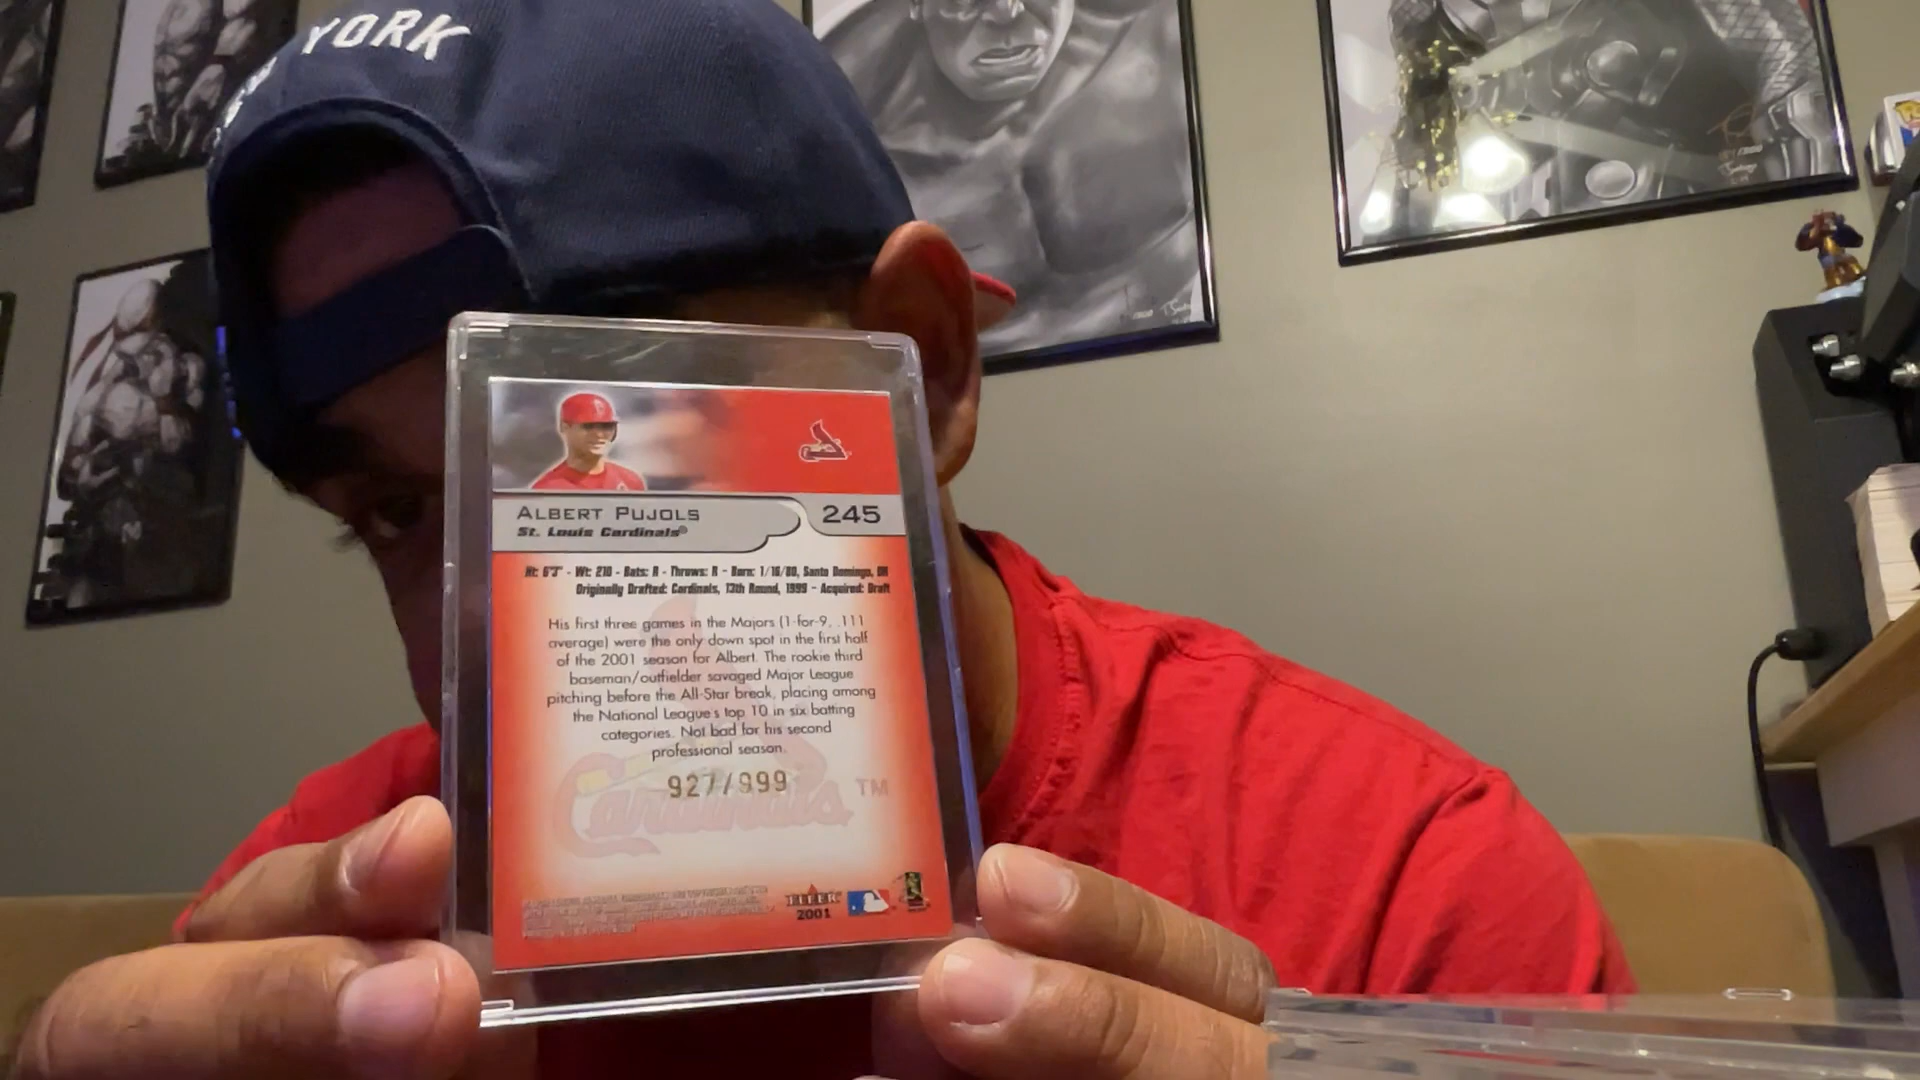 YORK
ALBERT PUJOLS
St. Louis Cardinals®
245
Ht: 6'3" - Wt: 210 - Bats: R - Throws: R - Born: 1/16/80, Santo Domingo, DR
Originally Drafted: Cardinals, 13th Round, 1999 - Acquired: Draft
His first three games in the Majors (1-for-9, .111
average) were the only down spot in the first half
of the 2001 season for Albert. The rookie third
baseman/outfielder savaged Major League
pitching before the All-Star break, placing among
the National League's top 10 in six batting
categories. Not bad for his second
professional season.
927/999
Cardinals TM
FLEER
2001